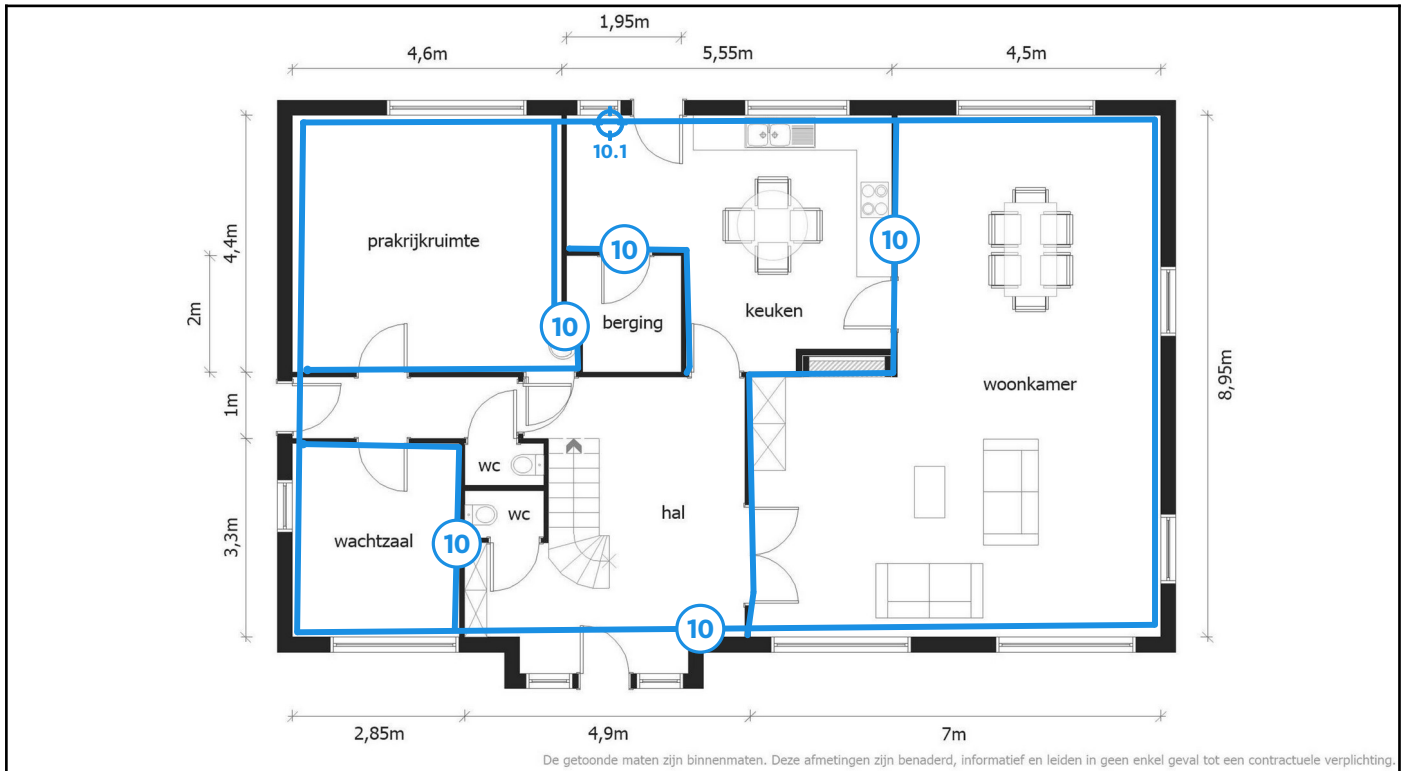 1,95m
4,6m
5,55m
4,5m
10.1
4,4m
prakrijkruimte
10
10
2m
berging
10
keuken
woonkamer
8,95m
1m
wc
wc
hal
3,3m
wachtzaal
10
10
2,85m
4,9m
7m
De getoonde maten zijn binnenmaten. Deze afmetingen zijn benaderd, informatief en leiden in geen enkel geval tot een contractuele verplichting.